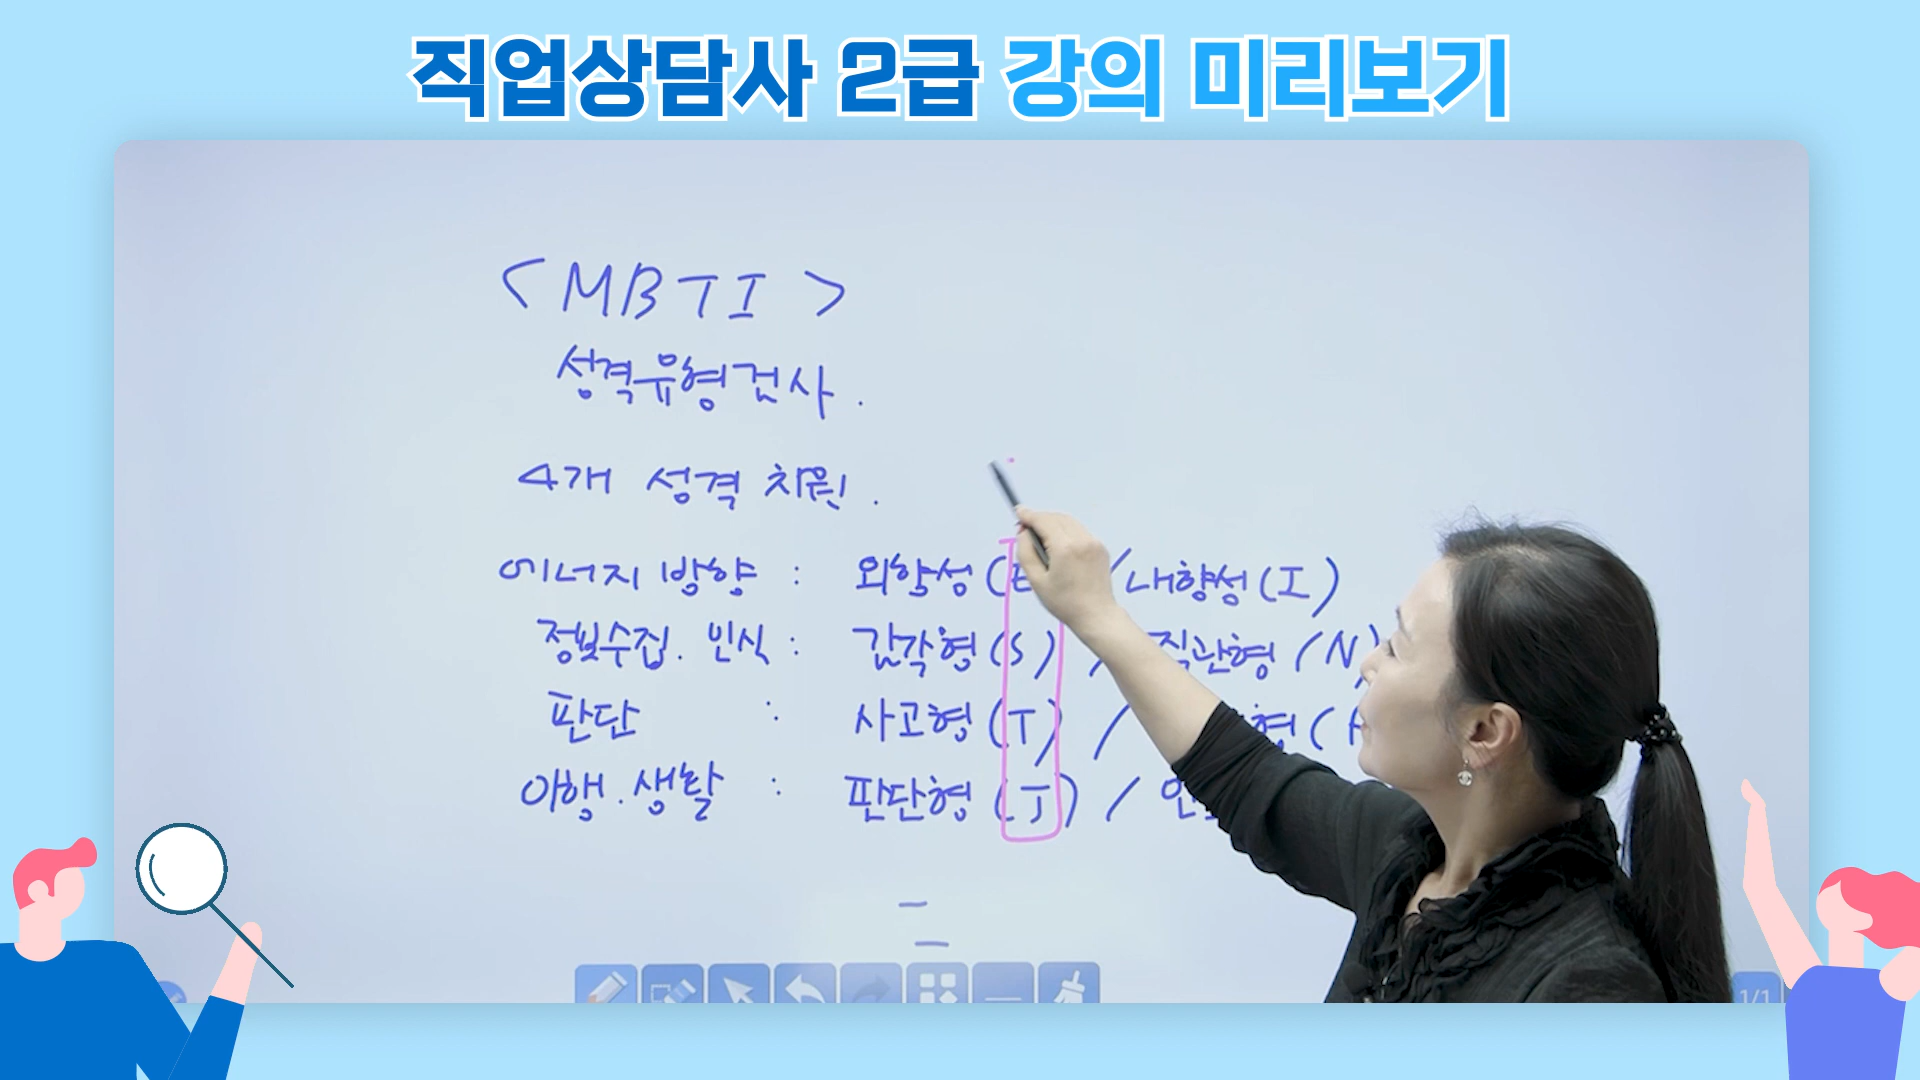 직업상담사 2급 강의 미리보기
<MBTI>
성격유형검사.
4개 성격 차원.
에너지 방향 : 외향성(E /내향성(I)
정보수집. 인식 : 감각형(S) / 직관형(N)
판단 : 사고형(T) / 형(
이행.생활 : 판단형(J) /
1/1